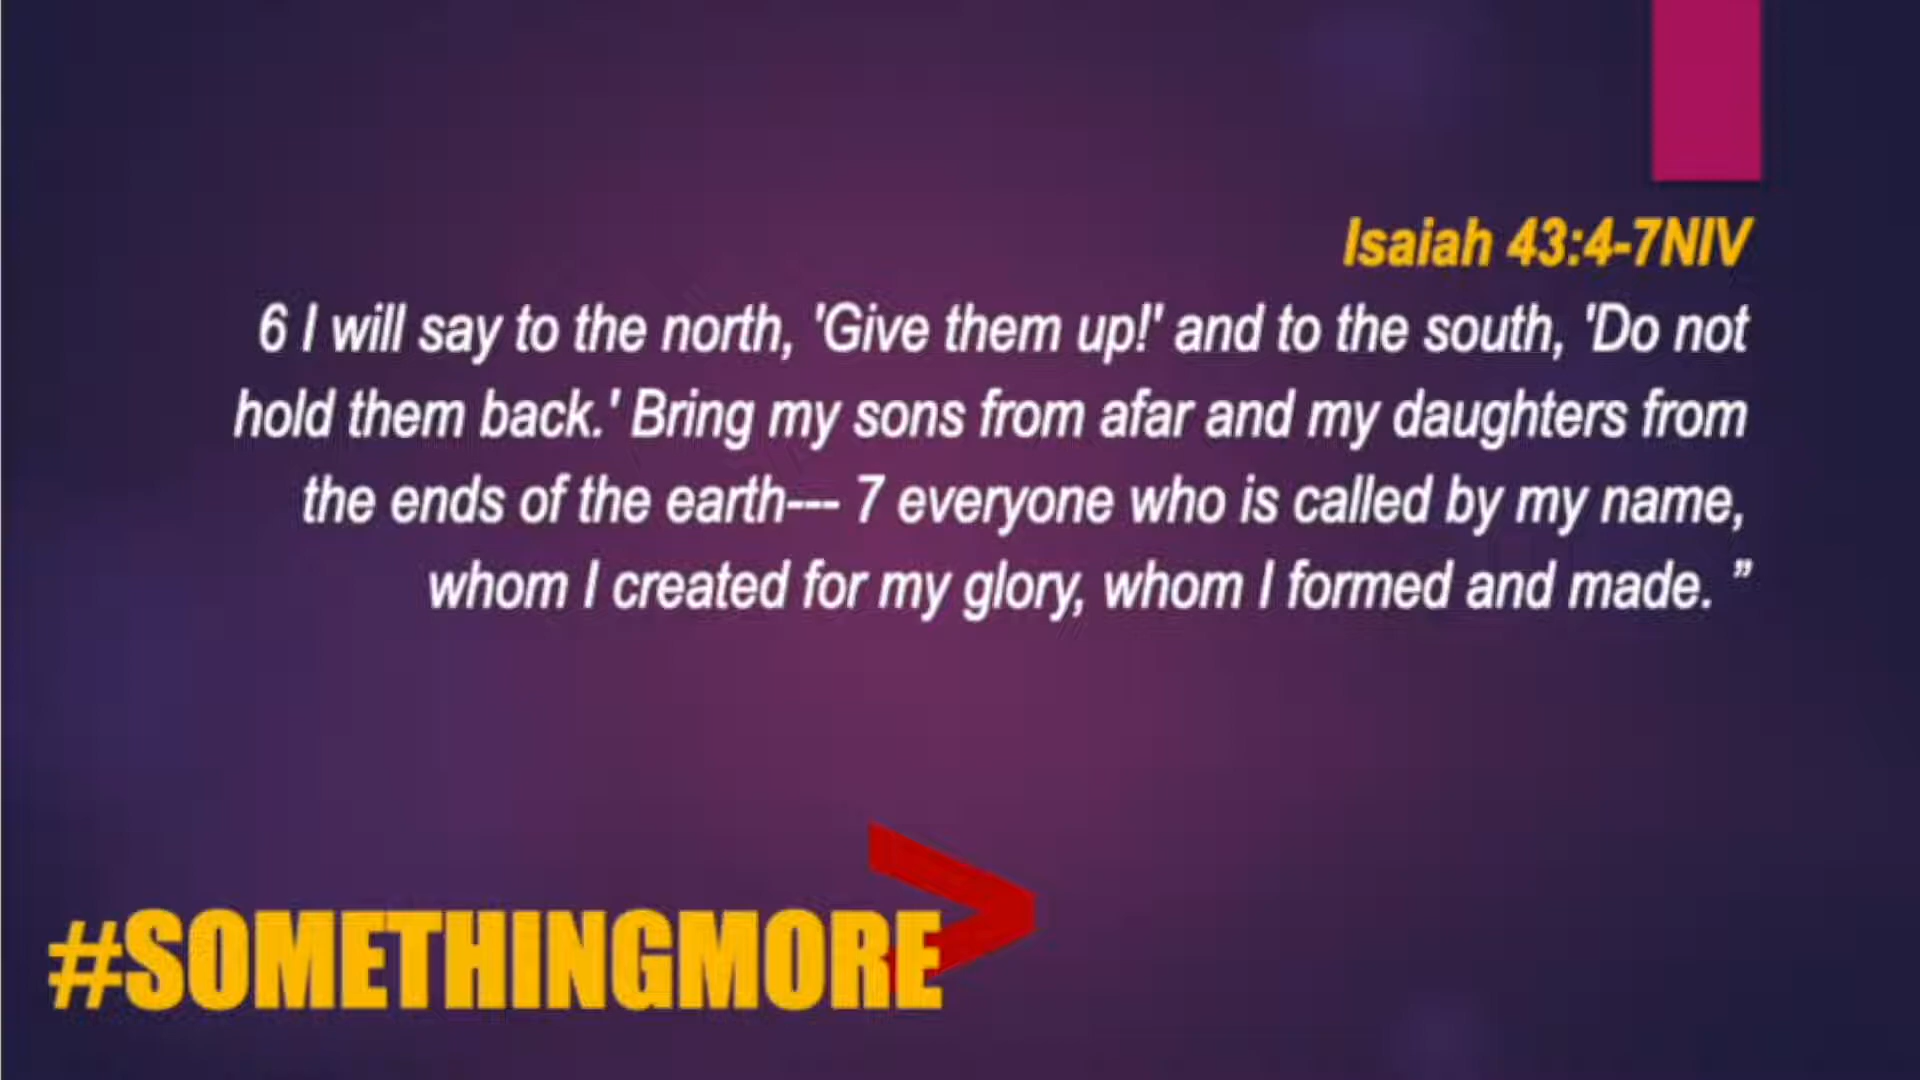 Isaiah 43:4-7NIV
6 I will say to the north, 'Give them up!' and to the south, 'Do not
hold them back.' Bring my sons from afar and my daughters from
the ends of the earth--- 7 everyone who is called by my name,
whom I created for my glory, whom I formed and made. ”
>
#SOMETHINGMORE